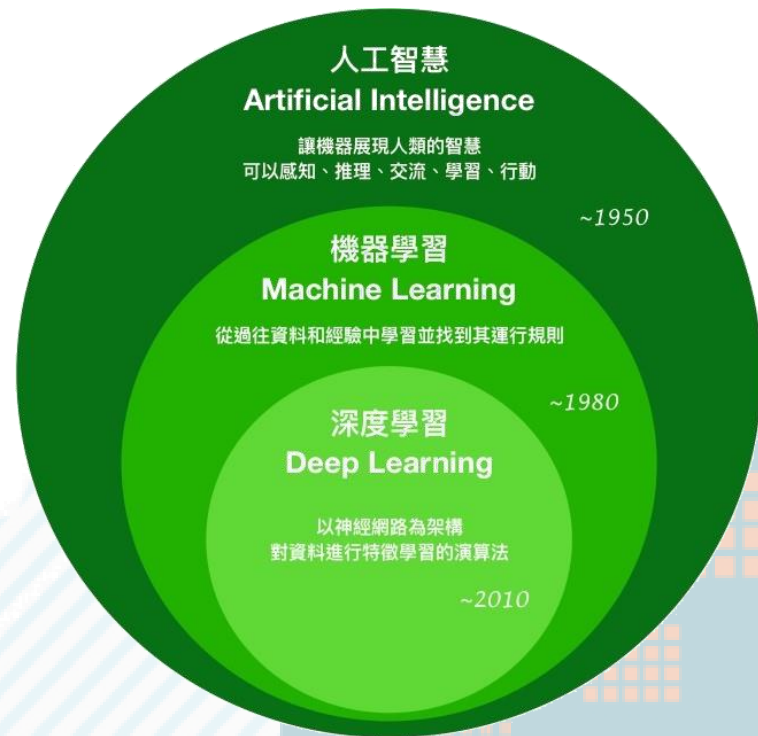 人工智慧
Artificial Intelligence
讓機器展現人類的智慧
可以感知、推理、交流、學習、行動
~1950
機器學習
Machine Learning
從過往資料和經驗中學習並找到其運行規則
~1980
深度學習
Deep Learning
以神經網路為架構
對資料進行特徵學習的演算法
~2010